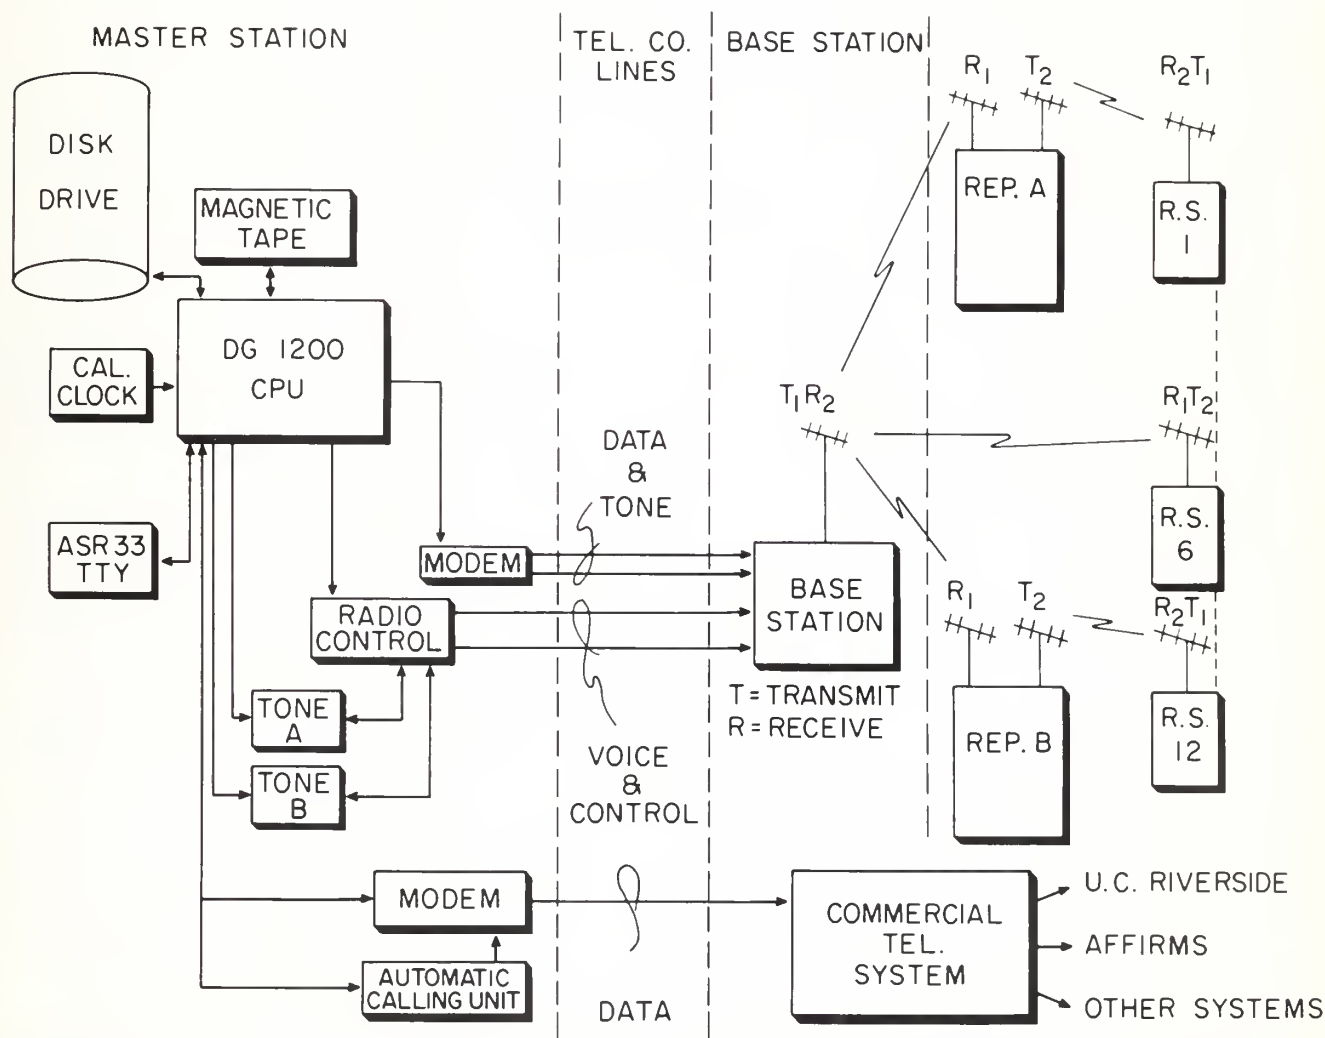 MASTER STATION
TEL. CO.
LINES
BASE STATION
R₁
T₂
R₂T₁
DISK
DRIVE
MAGNETIC
TAPE
REP. A
R.S.
1
DG 1200
CPU
CAL.
CLOCK
T₁R₂
R₁T₂
DATA
&
TONE
R.S.
6
ASR 33
TTY
MODEM
BASE
STATION
RADIO
CONTROL
R₁
T₂
R₂T₁
T = TRANSMIT
R = RECEIVE
TONE
A
TONE
B
VOICE
&
CONTROL
REP. B
R.S.
12
MODEM
AUTOMATIC
CALLING UNIT
DATA
COMMERCIAL
TEL.
SYSTEM
U.C. RIVERSIDE
AFFIRMS
OTHER SYSTEMS